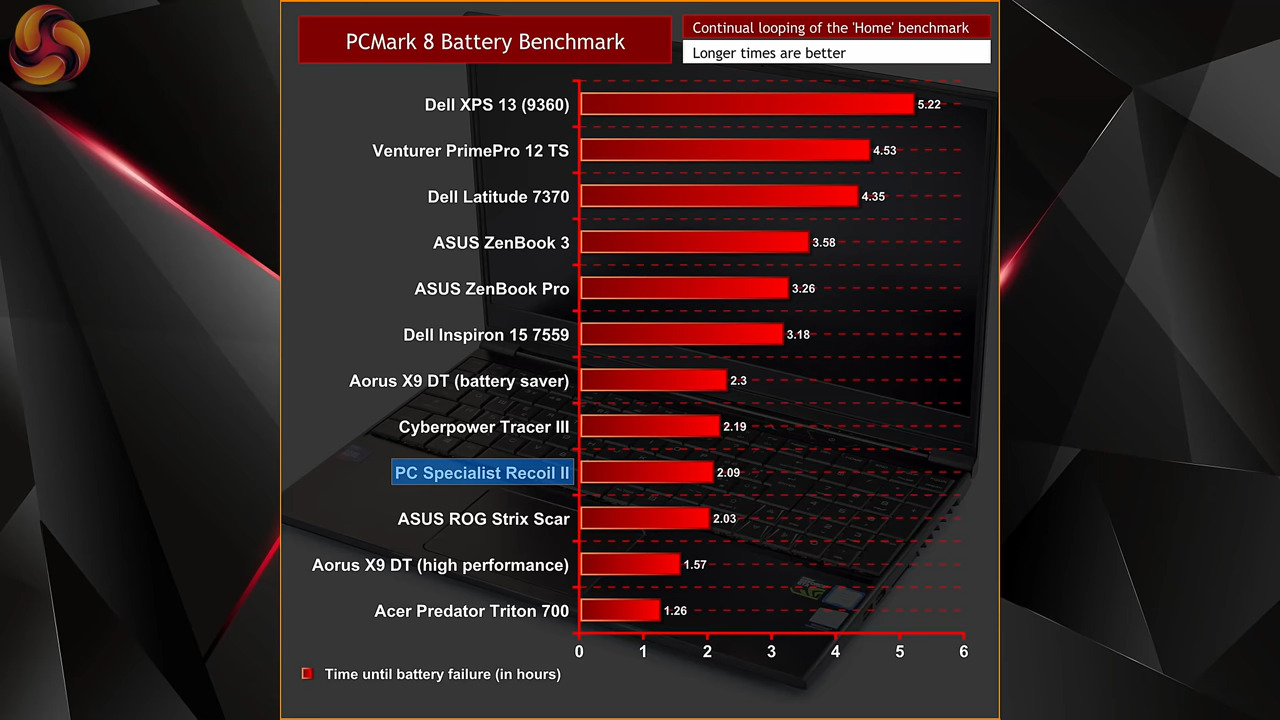 PCMark 8 Battery Benchmark
Continual looping of the 'Home' benchmark
Longer times are better
Dell XPS 13 (9360) 5.22
Venturer PrimePro 12 TS 4.53
Dell Latitude 7370 4.35
ASUS ZenBook 3 3.58
ASUS ZenBook Pro 3.26
Dell Inspiron 15 7559 3.18
Aorus X9 DT (battery saver) 2.3
Cyberpower Tracer III 2.19
PC Specialist Recoil II 2.09
ASUS ROG Strix Scar 2.03
Aorus X9 DT (high performance) 1.57
Acer Predator Triton 700 1.26
0 1 2 3 4 5 6
Time until battery failure (in hours)